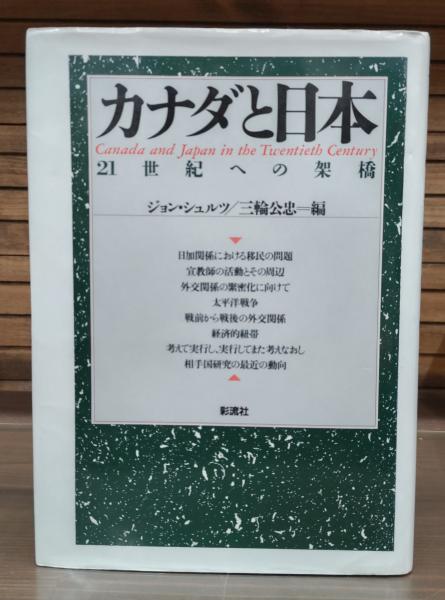 カナダと日本
Canada and Japan in the Twentieth Century
21世紀への架橋
ジョン・シュルツ/三輪公忠=編
日加関係における移民の問題
宣教師の活動とその周辺
外交関係の緊密化に向けて
太平洋戦争
戦前から戦後の外交関係
経済的紐帯
考えて実行し、実行してまた考えなおし
相手国研究の最近の動向
彩流社